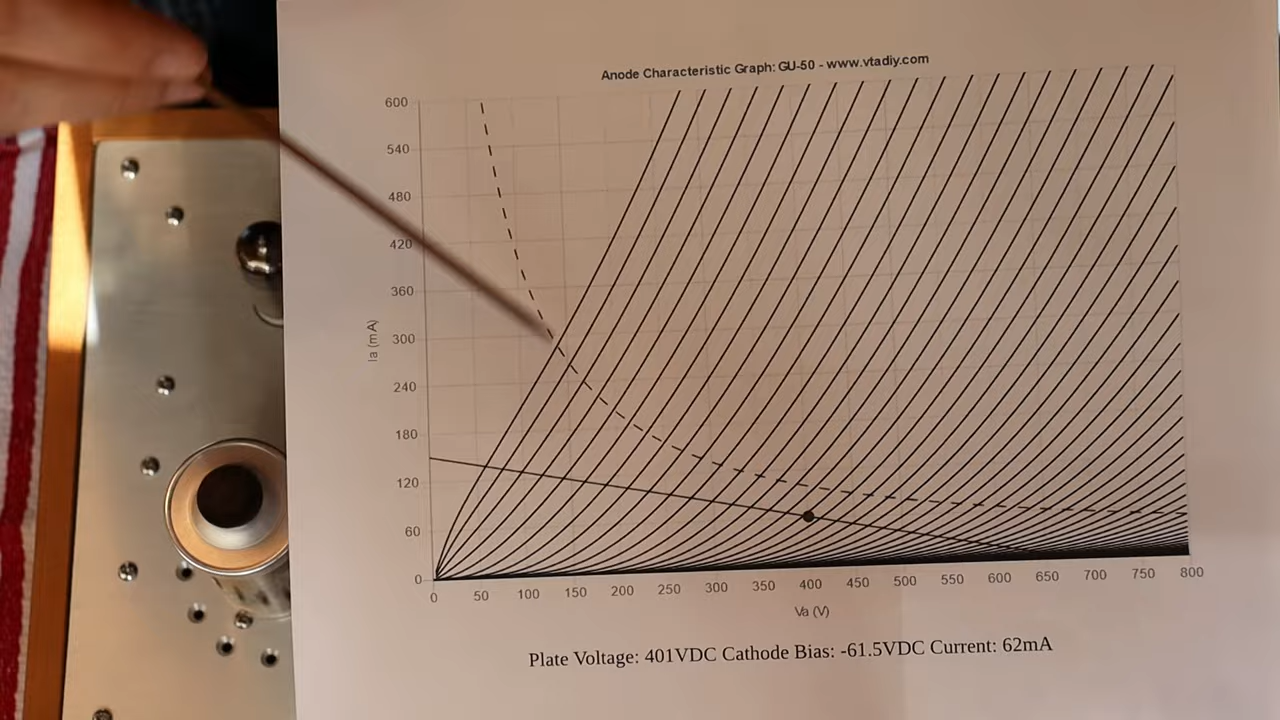 Anode Characteristic Graph: GU-50 - www.vtadiy.com
600
540
480
420
360
300
240
180
120
60
0
Ia (mA)
0 50 100 150 200 250 300 350 400 450 500 550 600 650 700 750 800
Va (V)
Plate Voltage: 401VDC Cathode Bias: -61.5VDC Current: 62mA